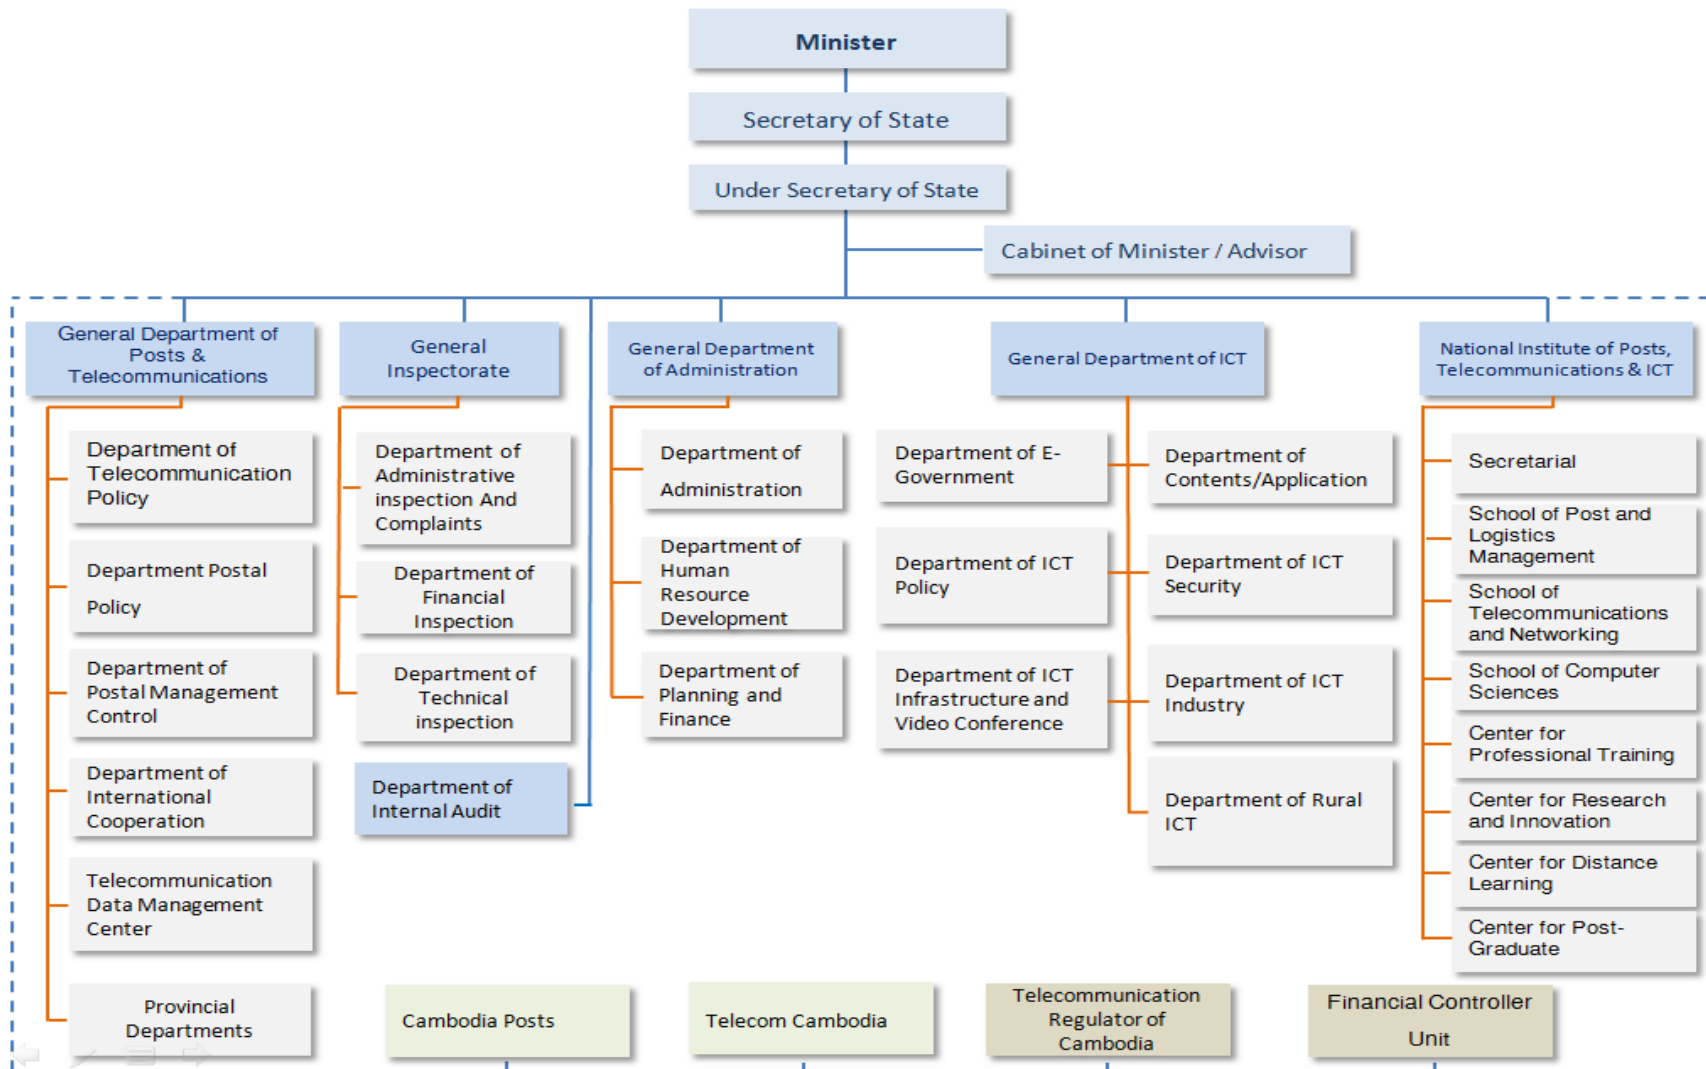 Minister
Secretary of State
Under Secretary of State
Cabinet of Minister / Advisor
General Department of
Posts &
Telecommunications
General
Inspectorate
General Department
of Administration
General Department of ICT
National Institute of Posts,
Telecommunications & ICT
Department of
Telecommunication
Policy
Department Postal
Policy
Department of
Postal Management
Control
Department of
International
Cooperation
Telecommunication
Data Management
Center
Provincial
Departments
Department of
Administrative
inspection And
Complaints
Department of
Financial
Inspection
Department of
Technical
inspection
Department of
Internal Audit
Department of
Administration
Department of
Human
Resource
Development
Department of
Planning and
Finance
Department of E-
Government
Department of ICT
Policy
Department of ICT
Infrastructure and
Video Conference
Department of
Contents/Application
Department of ICT
Security
Department of ICT
Industry
Department of Rural
ICT
Secretarial
School of Post and
Logistics
Management
School of
Telecommunications
and Networking
School of Computer
Sciences
Center for
Professional Training
Center for Research
and Innovation
Center for Distance
Learning
Center for Post-
Graduate
Cambodia Posts
Telecom Cambodia
Telecommunication
Regulator of
Cambodia
Financial Controller
Unit